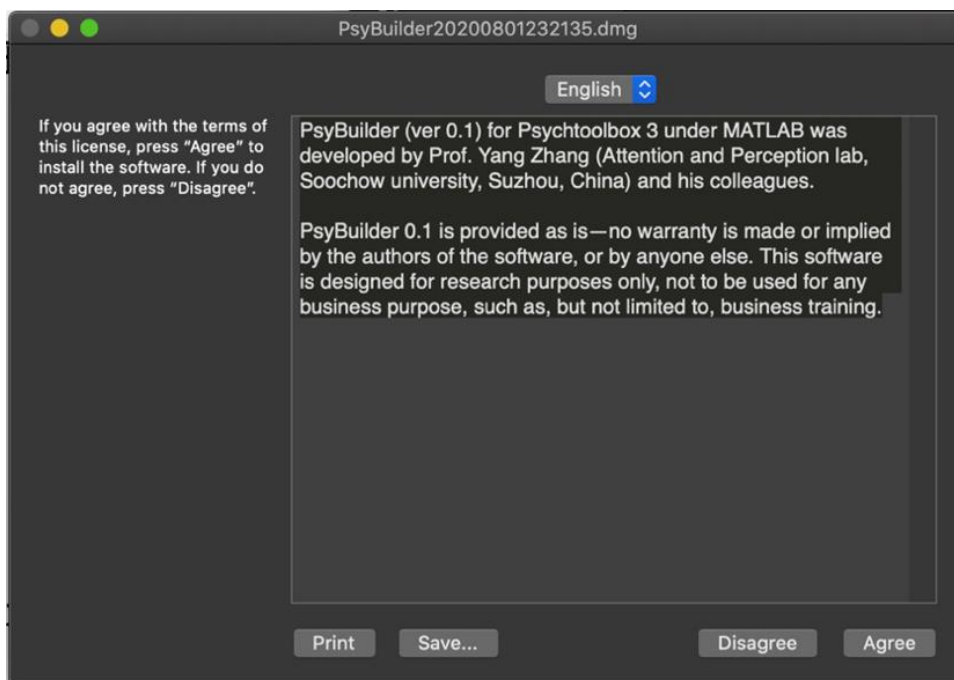 PsyBuilder20200801232135.dmg
English
If you agree with the terms of
this license, press “Agree” to
install the software. If you do
not agree, press “Disagree”.
PsyBuilder (ver 0.1) for Psychtoolbox 3 under MATLAB was
developed by Prof. Yang Zhang (Attention and Perception lab,
Soochow university, Suzhou, China) and his colleagues.
PsyBuilder 0.1 is provided as is—no warranty is made or implied
by the authors of the software, or by anyone else. This software
is designed for research purposes only, not to be used for any
business purpose, such as, but not limited to, business training.
Print
Save...
Disagree
Agree